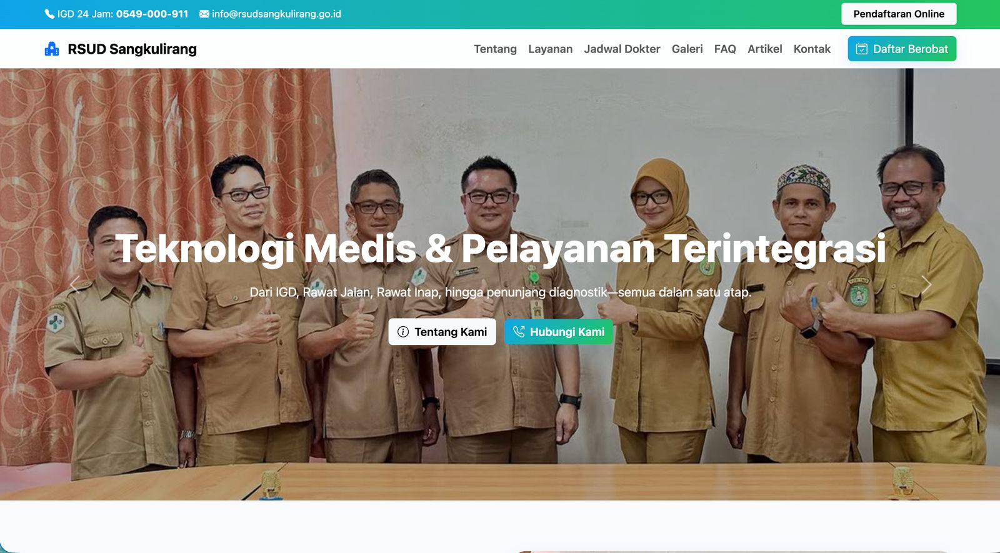 IGD 24 Jam: 0549-000-911 info@rsudsangkulirang.go.id Pendaftaran Online
RSUD Sangkulirang Tentang Layanan Jadwal Dokter Galeri FAQ Artikel Kontak Daftar Berobat
Teknologi Medis & Pelayanan Terintegrasi
Dari IGD, Rawat Jalan, Rawat Inap, hingga penunjang diagnostik—semua dalam satu atap.
Tentang Kami Hubungi Kami